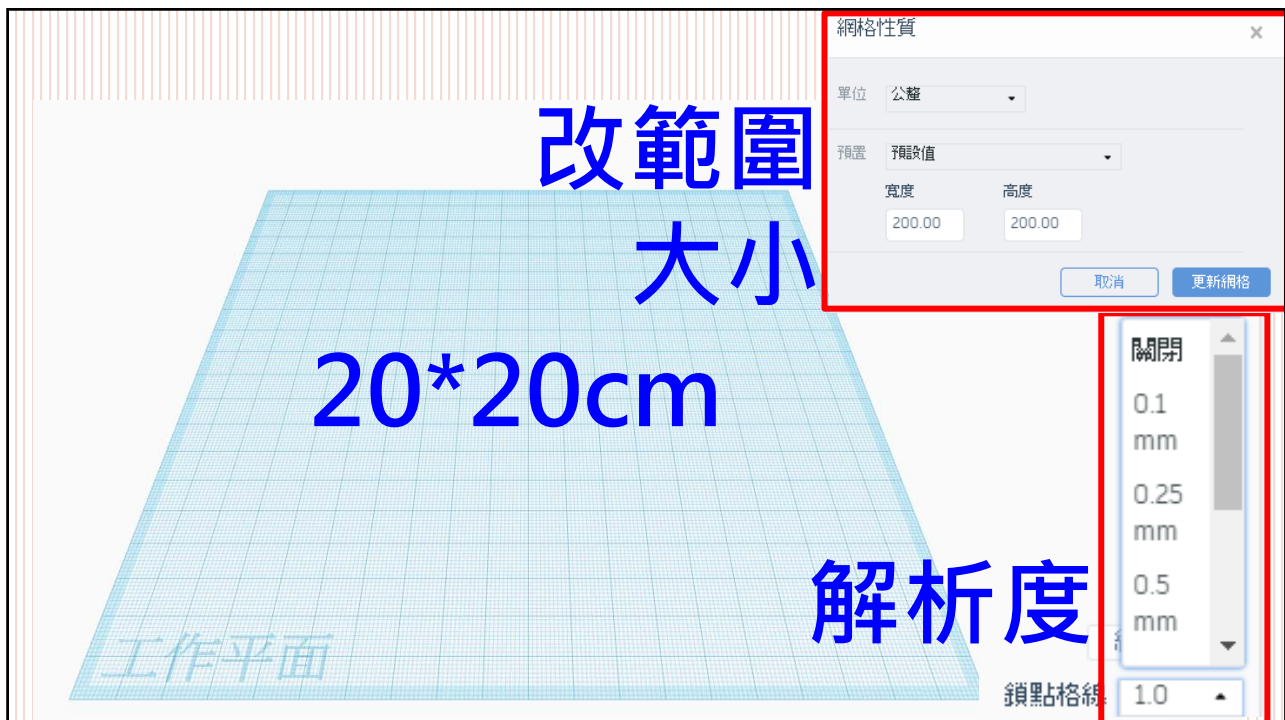 網格性質 ×
單位 公釐
預置 預設值
寬度 高度
200.00 200.00
取消 更新網格
改範圍
大小
20*20cm
關閉
0.1
mm
0.25
mm
0.5
mm
解析度
工作平面
鎖點格線 1.0